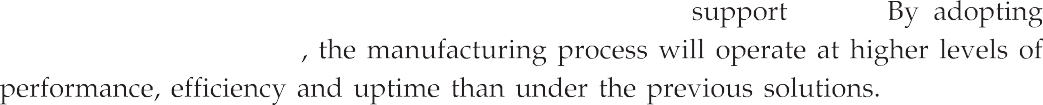 support By adopting
, the manufacturing process will operate at higher levels of
performance, efficiency and uptime than under the previous solutions.